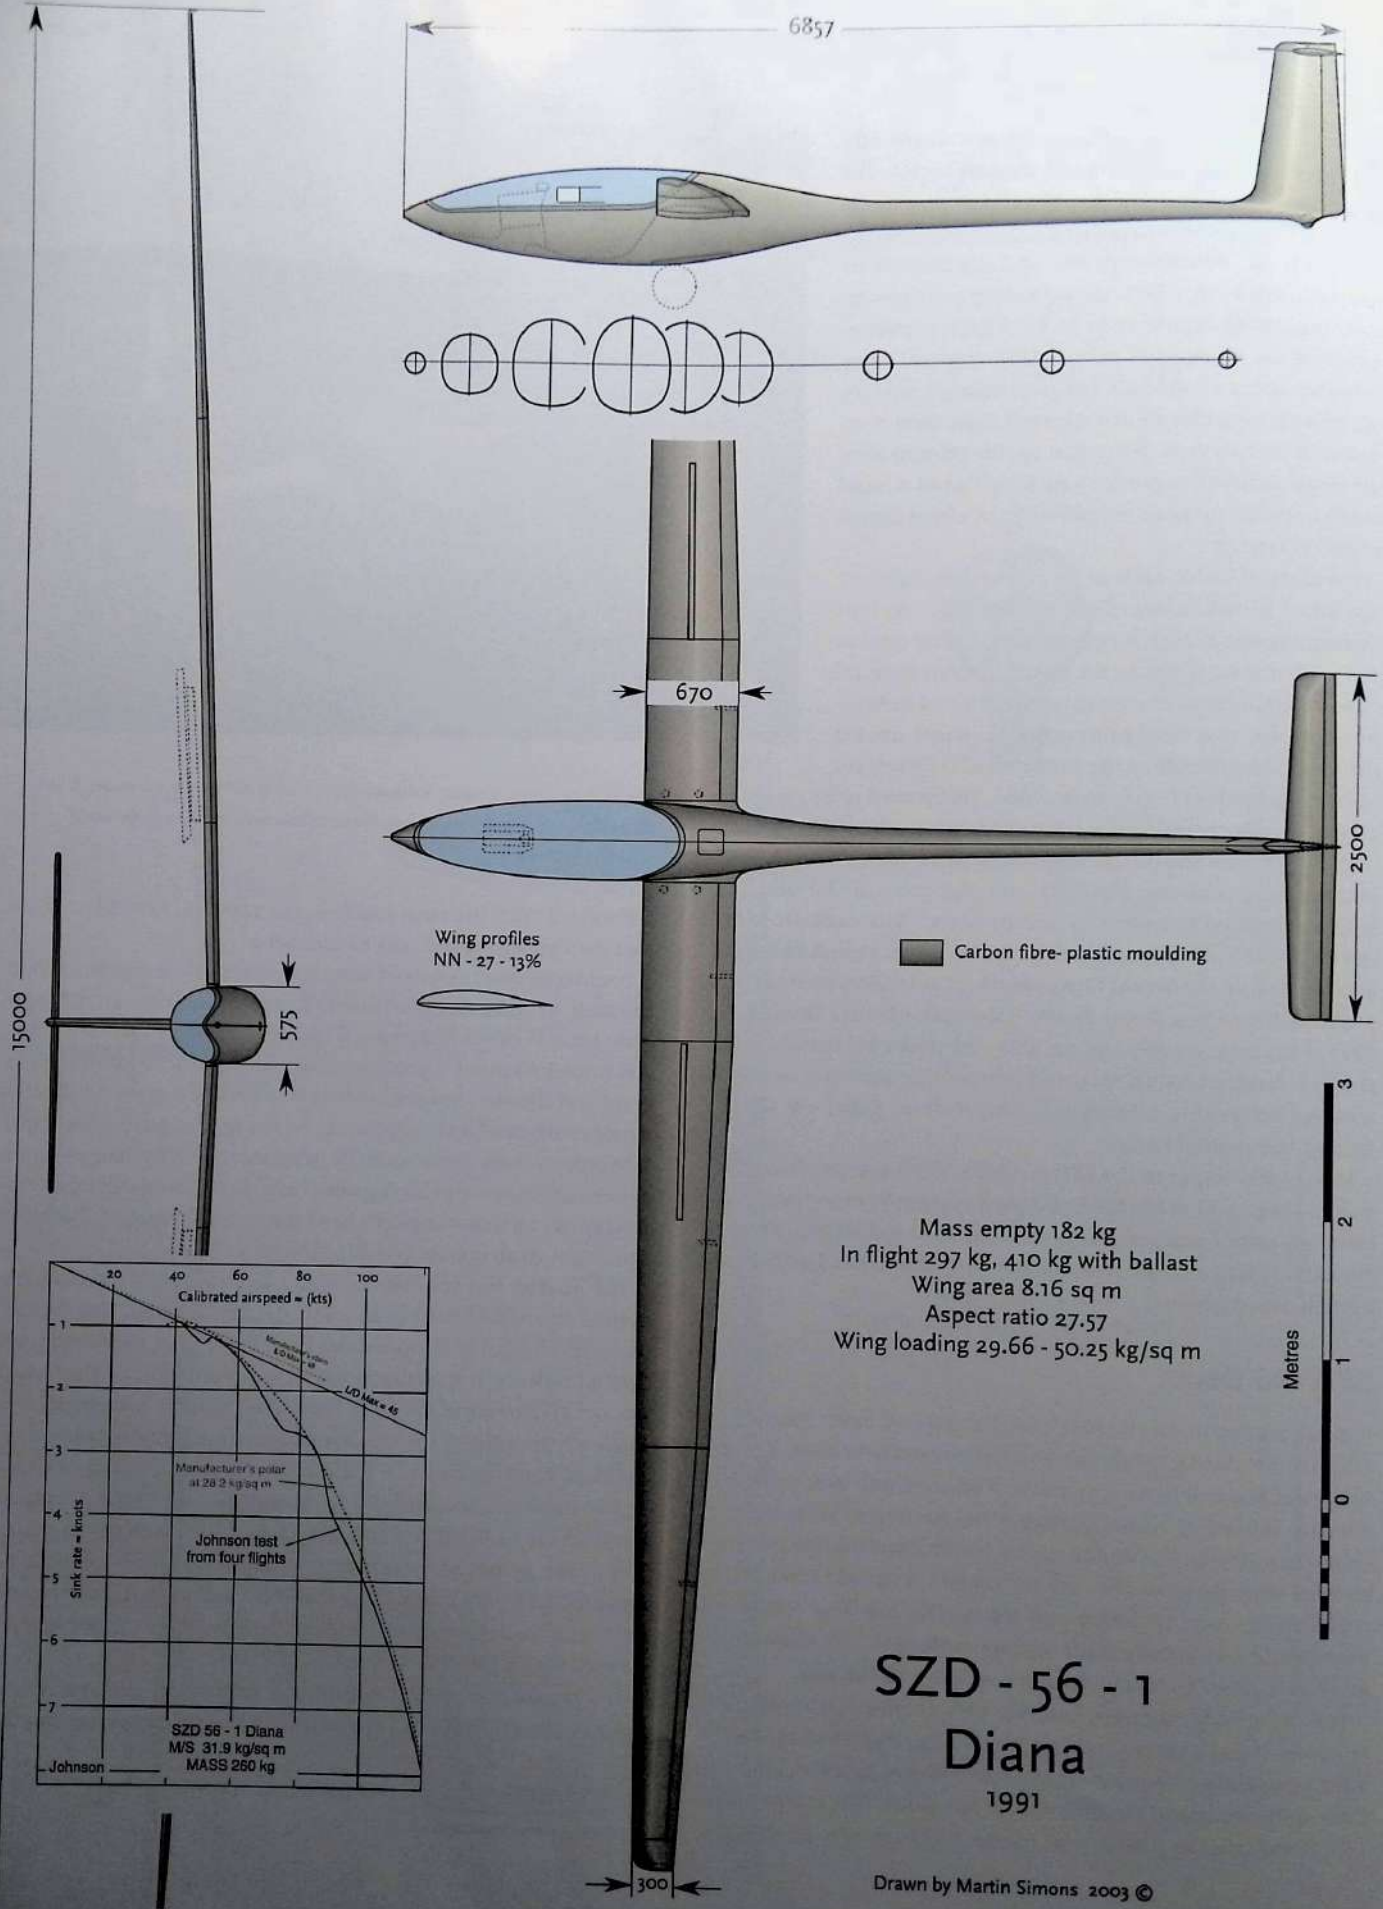 6857
15000
670
2500
575
Wing profiles
NN - 27 - 13%
Carbon fibre- plastic moulding
3
2
1
0
Metres
Mass empty 182 kg
In flight 297 kg, 410 kg with ballast
Wing area 8.16 sq m
Aspect ratio 27.57
Wing loading 29.66 - 50.25 kg/sq m
20 40 60 80 100
Calibrated airspeed ≈ (kts)
1
2
3
4
5
6
7
Sink rate ≈ knots
L/D Max = 45
Manufacturer's polar
at 28.2 kg/sq m
Johnson test
from four flights
SZD 56 - 1 Diana
M/S 31.9 kg/sq m
MASS 260 kg
Johnson
SZD - 56 - 1
Diana
1991
300
Drawn by Martin Simons 2003 ©